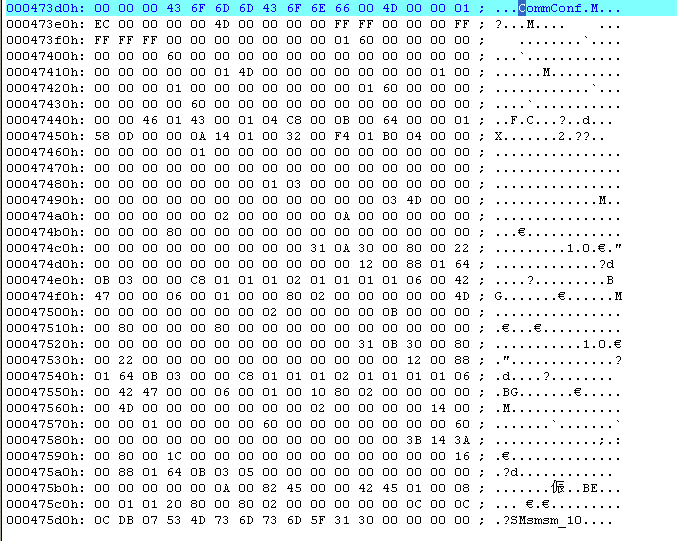 000473d0h: 00 00 00 43 6F 6D 6D 43 6F 6E 66 00 4D 00 00 01 ; ...CommConf.M...
000473e0h: EC 00 00 00 4D 00 00 00 00 00 FF FF 00 00 00 FF ; ?...M.....    ...
000473f0h: FF FF FF 00 00 00 00 00 00 00 01 60 00 00 00 00 ;    ........`....
00047400h: 00 00 00 60 00 00 00 00 00 00 00 00 00 00 00 00 ; ...`............
00047410h: 00 00 00 00 01 4D 00 00 00 00 00 00 00 00 01 00 ; .....M..........
00047420h: 00 00 00 01 00 00 00 00 00 00 01 60 00 00 00 00 ; ...........`....
00047430h: 00 00 00 00 60 00 00 00 00 00 00 00 00 00 00 00 ; ....`...........
00047440h: 00 00 46 01 43 00 01 04 C8 00 0B 00 64 00 00 01 ; ..F.C...?..d...
00047450h: 58 0D 00 00 0A 14 01 00 32 00 F4 01 B0 04 00 00 ; X.......2.??..
00047460h: 00 00 00 00 01 00 00 00 00 00 00 00 00 00 00 00 ; ................
00047470h: 00 00 00 00 00 00 00 00 00 00 00 00 00 00 00 00 ; ................
00047480h: 00 00 00 00 00 00 01 03 00 00 00 00 00 00 00 00 ; ................
00047490h: 00 00 00 00 00 00 00 00 00 00 03 4D 00 00 00 00 ; ...........M....
000474a0h: 00 00 00 00 02 00 00 00 00 0A 00 00 00 00 00 00 ; ................
000474b0h: 00 00 00 80 00 00 00 00 00 00 00 00 00 00 00 00 ; ...€............
000474c0h: 00 00 00 00 00 00 00 00 00 31 0A 30 00 80 00 22 ; .........1.0.€."
000474d0h: 00 00 00 00 00 00 00 00 00 00 00 12 00 88 01 64 ; .............?d
000474e0h: 0B 03 00 00 C8 01 01 01 02 01 01 01 01 06 00 42 ; ....?.........B
000474f0h: 47 00 00 06 00 01 00 00 80 02 00 00 00 00 00 4D ; G.......€......M
00047500h: 00 00 00 00 00 00 00 02 00 00 00 00 0B 00 00 00 ; ................
00047510h: 00 80 00 00 00 80 00 00 00 00 00 00 00 00 00 00 ; .€...€..........
00047520h: 00 00 00 00 00 00 00 00 00 00 00 31 0B 30 00 80 ; ...........1.0.€
00047530h: 00 22 00 00 00 00 00 00 00 00 00 00 00 12 00 88 ; .".............?
00047540h: 01 64 0B 03 00 00 C8 01 01 01 02 01 01 01 01 06 ; .d....?........
00047550h: 00 42 47 00 00 06 00 01 00 10 80 02 00 00 00 00 ; .BG.......€.....
00047560h: 00 4D 00 00 00 00 00 00 00 02 00 00 00 00 14 00 ; .M..............
00047570h: 00 00 01 00 00 00 00 60 00 00 00 00 00 00 00 60 ; .......`.......`
00047580h: 00 00 00 00 00 00 00 00 00 00 00 00 00 3B 14 3A ; .............;.:
00047590h: 00 80 00 1C 00 00 00 00 00 00 00 00 00 00 00 16 ; .€..............
000475a0h: 00 88 01 64 0B 03 05 00 00 00 00 00 00 00 00 00 ; .?d............
000475b0h: 00 00 00 00 00 0A 00 82 45 00 00 42 45 01 00 08 ; .......侫..BE...
000475c0h: 00 01 01 20 80 00 80 02 00 00 00 00 00 0C 00 0C ; ... €.€.........
000475d0h: 0C DB 07 53 4D 73 6D 73 6D 5F 31 30 00 00 00 00 ; .?SMsmsm_10....